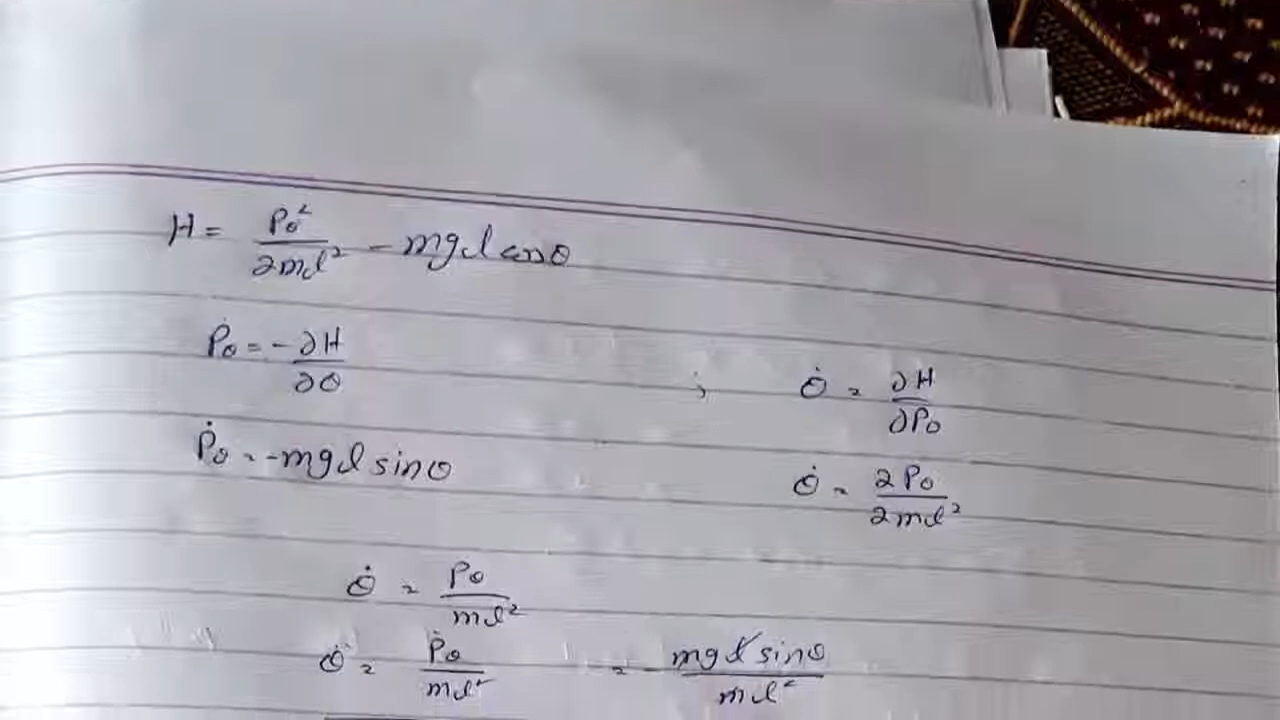 H = Pθ² / 2ml² - mgl cosθ
Ṗθ = - ∂H / ∂θ ; θ̇ = ∂H / ∂Pθ
Ṗθ = -mgl sinθ θ̇ = 2Pθ / 2ml²
θ̇ = Pθ / ml²
θ̈ = Ṗθ / ml² = - mgl sinθ / ml²